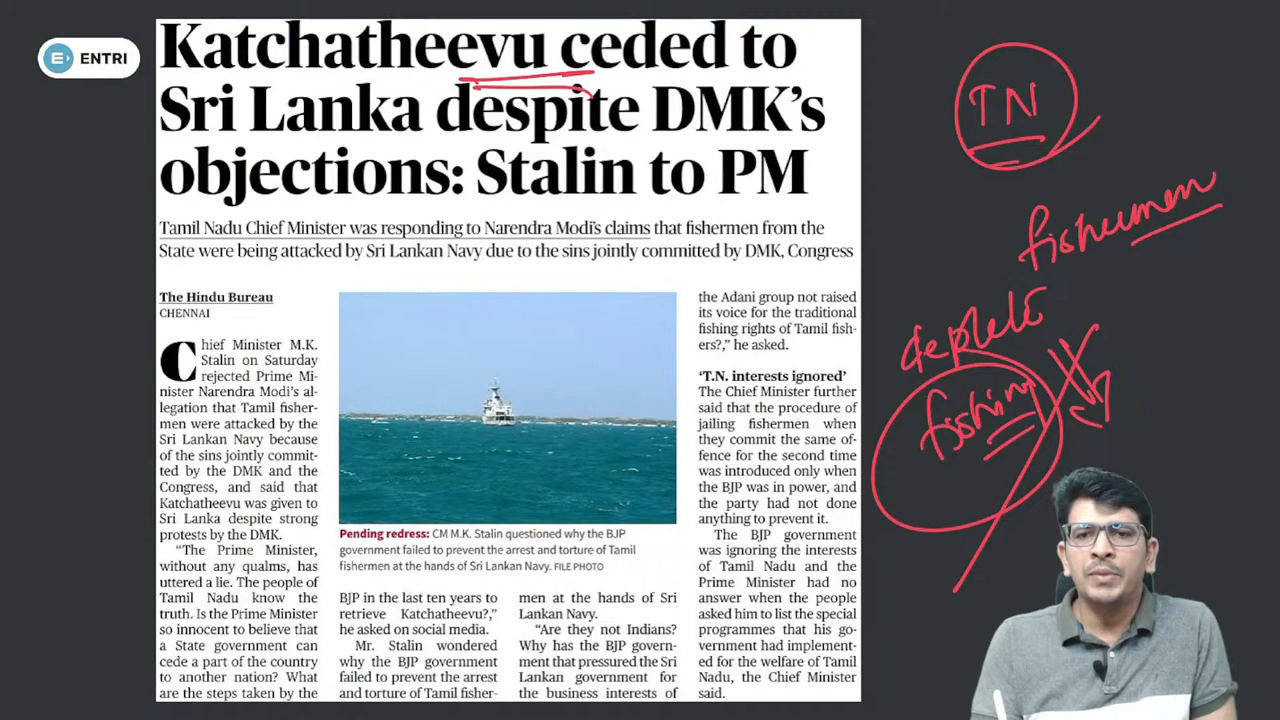 ENTRI
Katchatheevu ceded to
Sri Lanka despite DMK's
objections: Stalin to PM
Tamil Nadu Chief Minister was responding to Narendra Modi's claims that fishermen from the
State were being attacked by Sri Lankan Navy due to the sins jointly committed by DMK, Congress
The Hindu Bureau
CHENNAI
Chief Minister M.K.
Stalin on Saturday
rejected Prime Mi-
nister Narendra Modi's al-
legation that Tamil fisher-
men were attacked by the
Sri Lankan Navy because
of the sins jointly commit-
ted by the DMK and the
Congress, and said that
Katchatheevu was given to
Sri Lanka despite strong
protests by the DMK.
"The Prime Minister,
without any qualms, has
uttered a lie. The people of
Tamil Nadu know the
truth. Is the Prime Minister
so innocent to believe that
a State government can
cede a part of the country
to another nation? What
are the steps taken by the
Pending redress: CM M.K. Stalin questioned why the BJP
government failed to prevent the arrest and torture of Tamil
fishermen at the hands of Sri Lankan Navy. FILE PHOTO
BJP in the last ten years to
retrieve Katchatheevu?,"
he asked on social media.
Mr. Stalin wondered
why the BJP government
failed to prevent the arrest
and torture of Tamil fisher-
men at the hands of Sri
Lankan Navy.
"Are they not Indians?
Why has the BJP govern-
ment that pressured the Sri
Lankan government for
the business interests of
the Adani group not raised
its voice for the traditional
fishing rights of Tamil fish-
ers?," he asked.
'T.N. interests ignored'
The Chief Minister further
said that the procedure of
jailing fishermen when
they commit the same of-
fence for the second time
was introduced only when
the BJP was in power, and
the party had not done
anything to prevent it.
The BJP government
was ignoring the interests
of Tamil Nadu and the
Prime Minister had no
answer when the people
asked him to list the special
programmes that his go-
vernment had implement-
ed for the welfare of Tamil
Nadu, the Chief Minister
said.
TN
fishermen
fishing